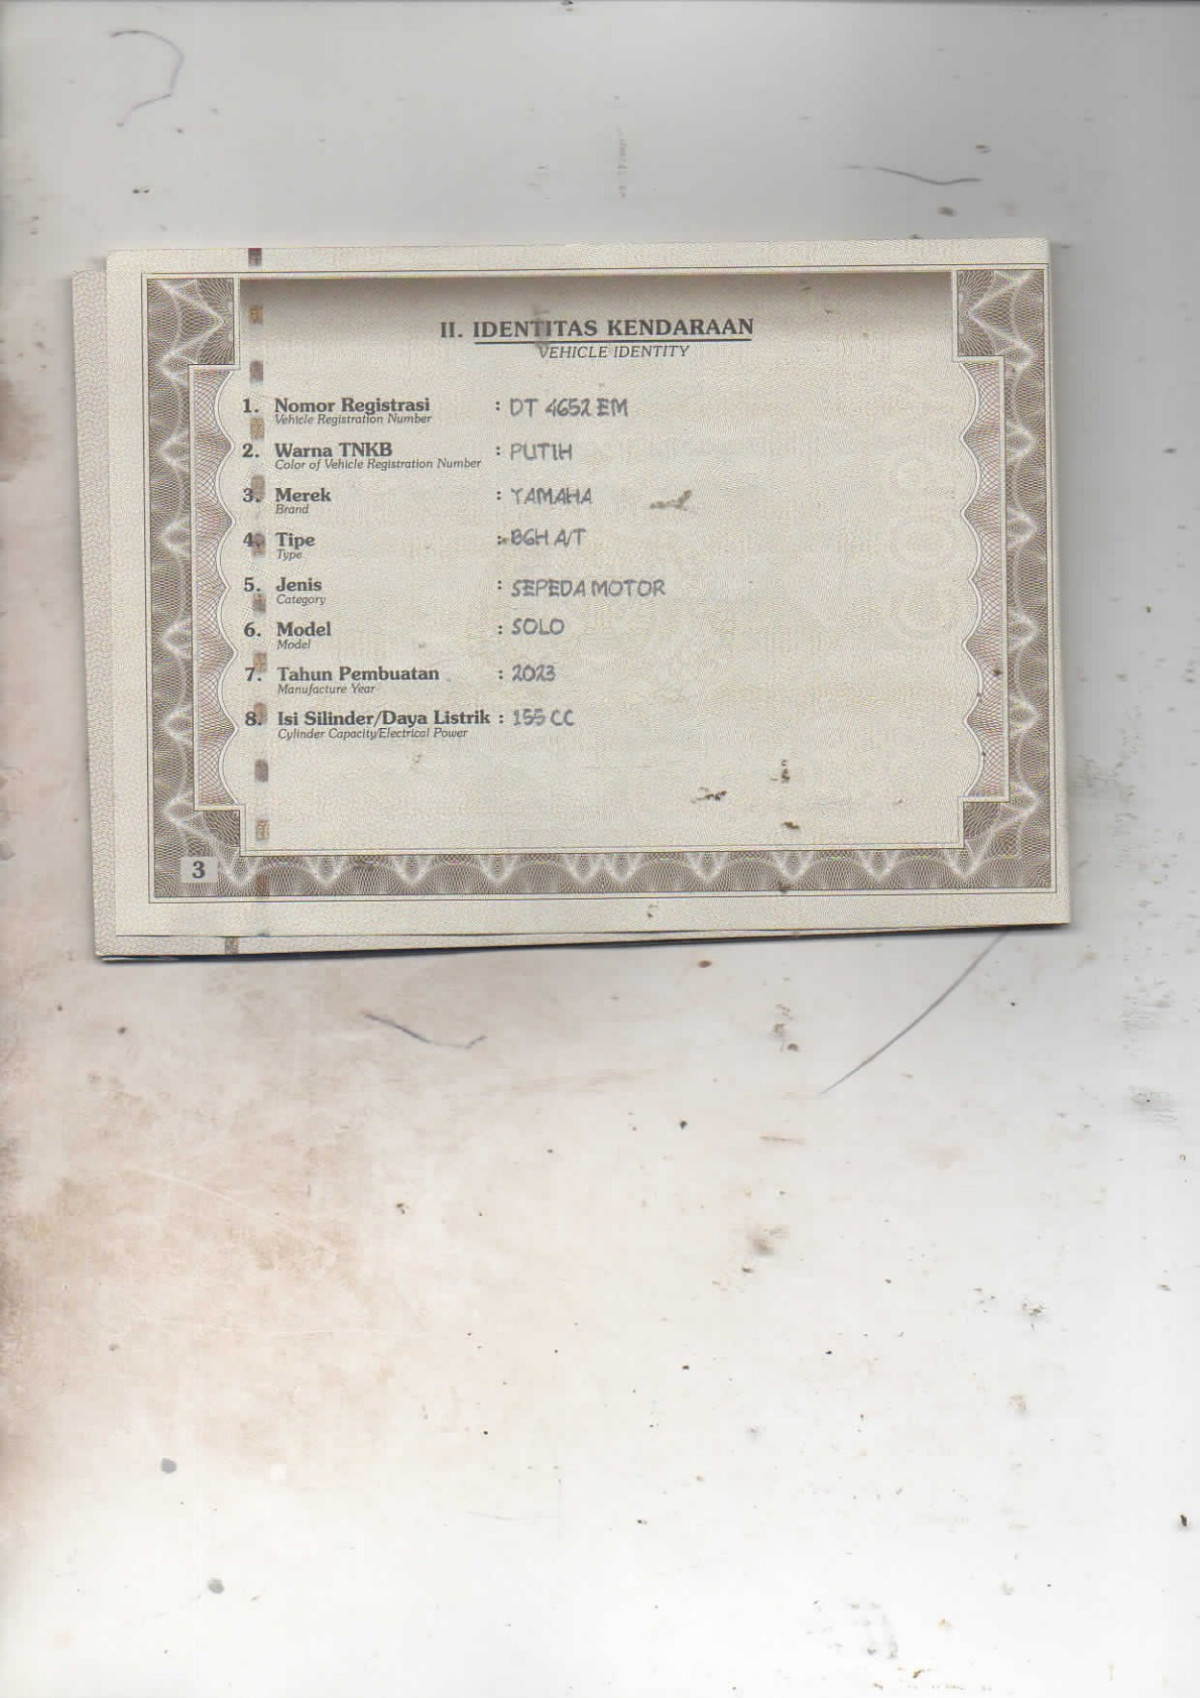 II. IDENTITAS KENDARAAN
VEHICLE IDENTITY
1. Nomor Registrasi : DT 4652 EM
Vehicle Registration Number
2. Warna TNKB : PUTIH
Color of Vehicle Registration Number
3. Merek : YAMAHA
Brand
4. Tipe : BGH A/T
Type
5. Jenis : SEPEDA MOTOR
Category
6. Model : SOLO
Model
7. Tahun Pembuatan : 2023
Manufacture Year
8. Isi Silinder/Daya Listrik : 155 CC
Cylinder Capacity/Electrical Power
3